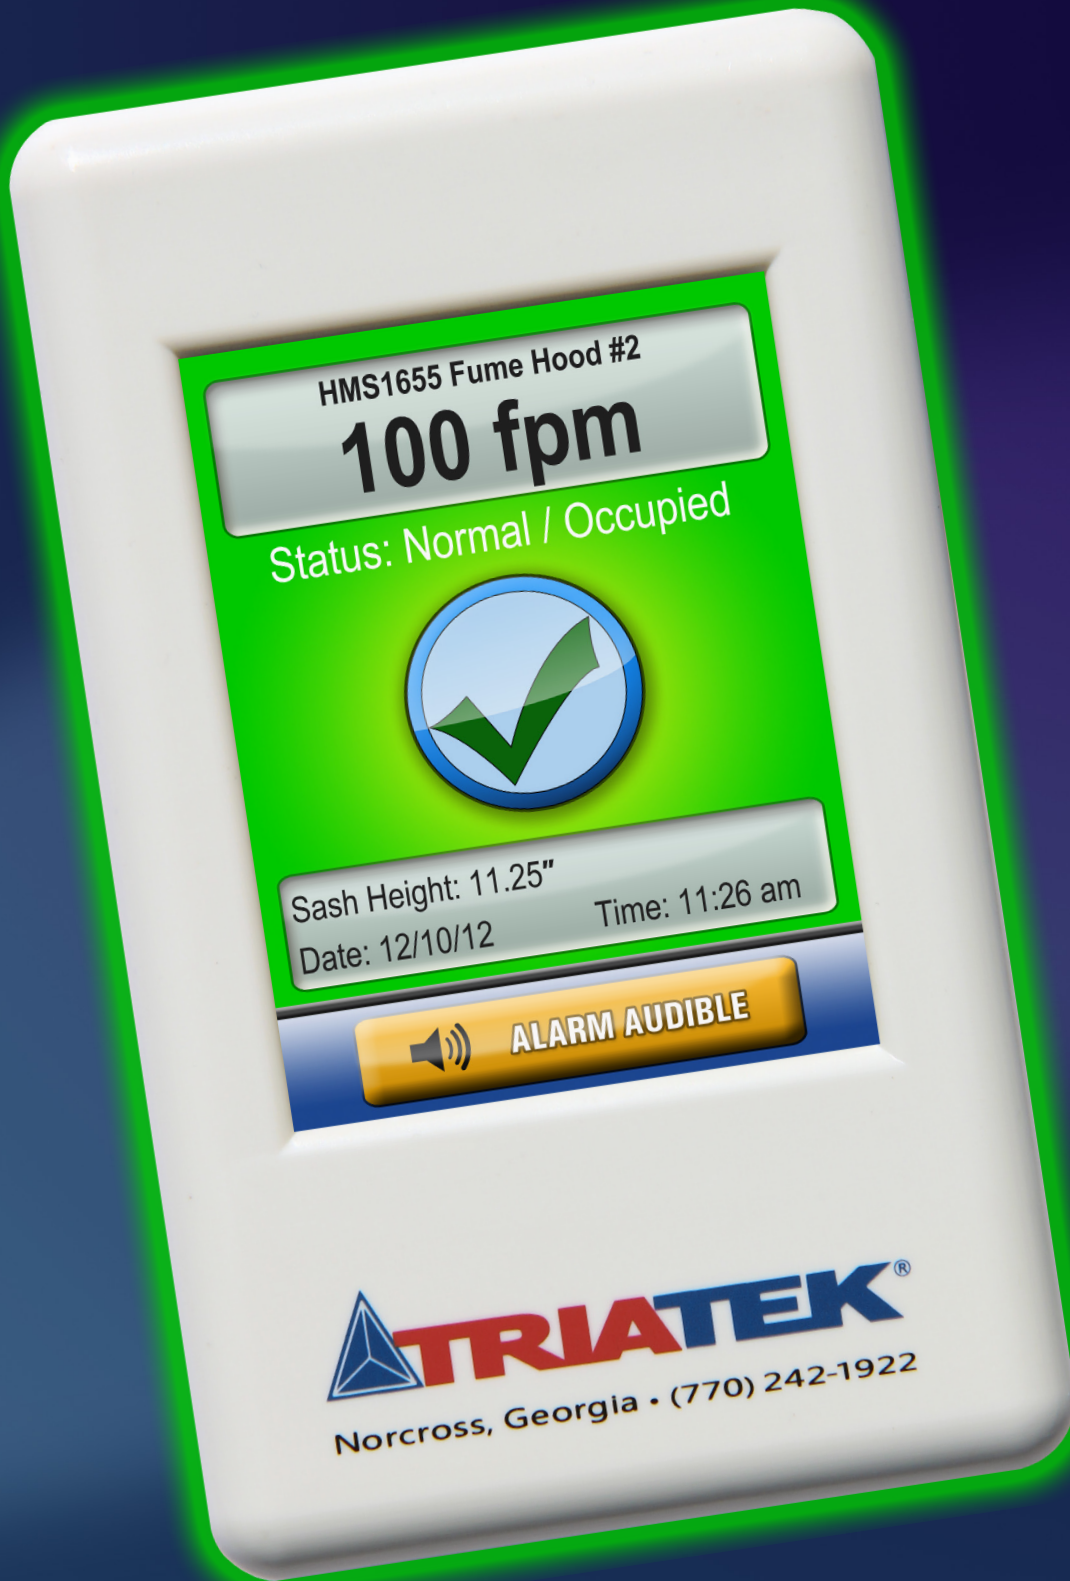 HMS1655 Fume Hood #2
100 fpm
Status: Normal / Occupied
Sash Height: 11.25"
Date: 12/10/12 Time: 11:26 am
ALARM AUDIBLE
TRIATEK®
Norcross, Georgia • (770) 242-1922